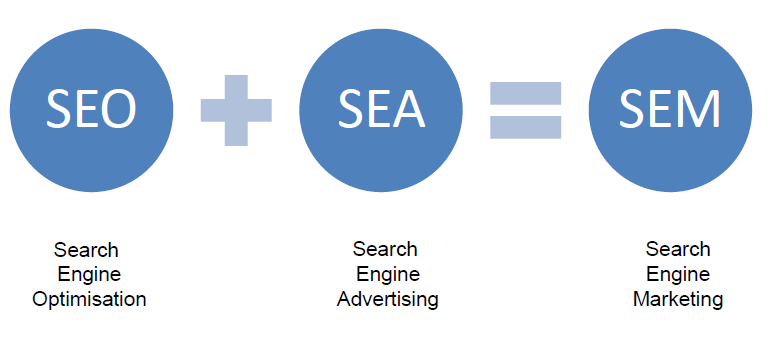 SEO
SEA
SEM
Search
Engine
Optimisation
Search
Engine
Advertising
Search
Engine
Marketing